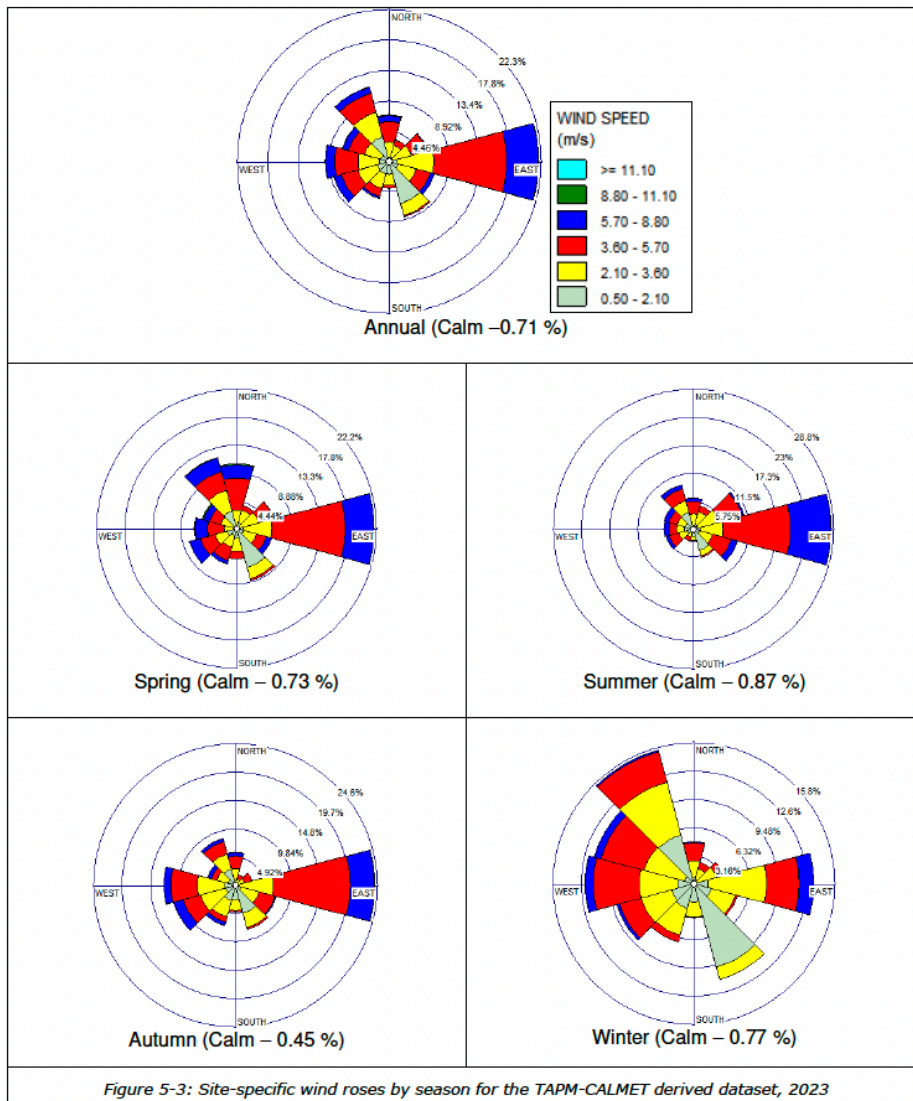 NORTH
22.3%
17.8%
13.4%
8.92%
4.46%
WEST
EAST
SOUTH
WIND SPEED
(m/s)
>= 11.10
8.80 - 11.10
5.70 - 8.80
3.60 - 5.70
2.10 - 3.60
0.50 - 2.10
Annual (Calm –0.71 %)
NORTH
22.2%
17.8%
13.3%
8.88%
4.44%
WEST
EAST
SOUTH
Spring (Calm – 0.73 %)
NORTH
28.8%
23%
17.3%
11.5%
5.75%
WEST
EAST
SOUTH
Summer (Calm – 0.87 %)
NORTH
24.6%
19.7%
14.8%
9.84%
4.92%
WEST
EAST
SOUTH
Autumn (Calm – 0.45 %)
NORTH
15.8%
12.6%
9.48%
6.32%
3.16%
WEST
EAST
SOUTH
Winter (Calm – 0.77 %)
Figure 5-3: Site-specific wind roses by season for the TAPM-CALMET derived dataset, 2023